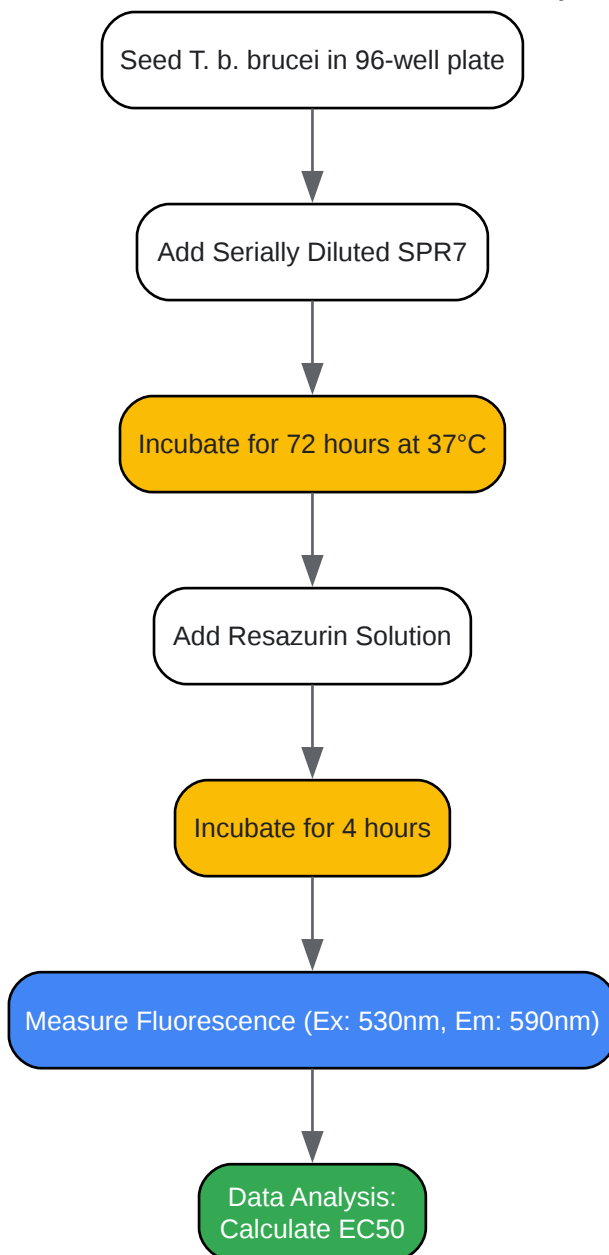 Seed T. b. brucei in 96-well plate
Add Serially Diluted SPR7
Incubate for 72 hours at 37°C
Add Resazurin Solution
Incubate for 4 hours
Measure Fluorescence (Ex: 530nm, Em: 590nm)
Data Analysis:
Calculate EC50